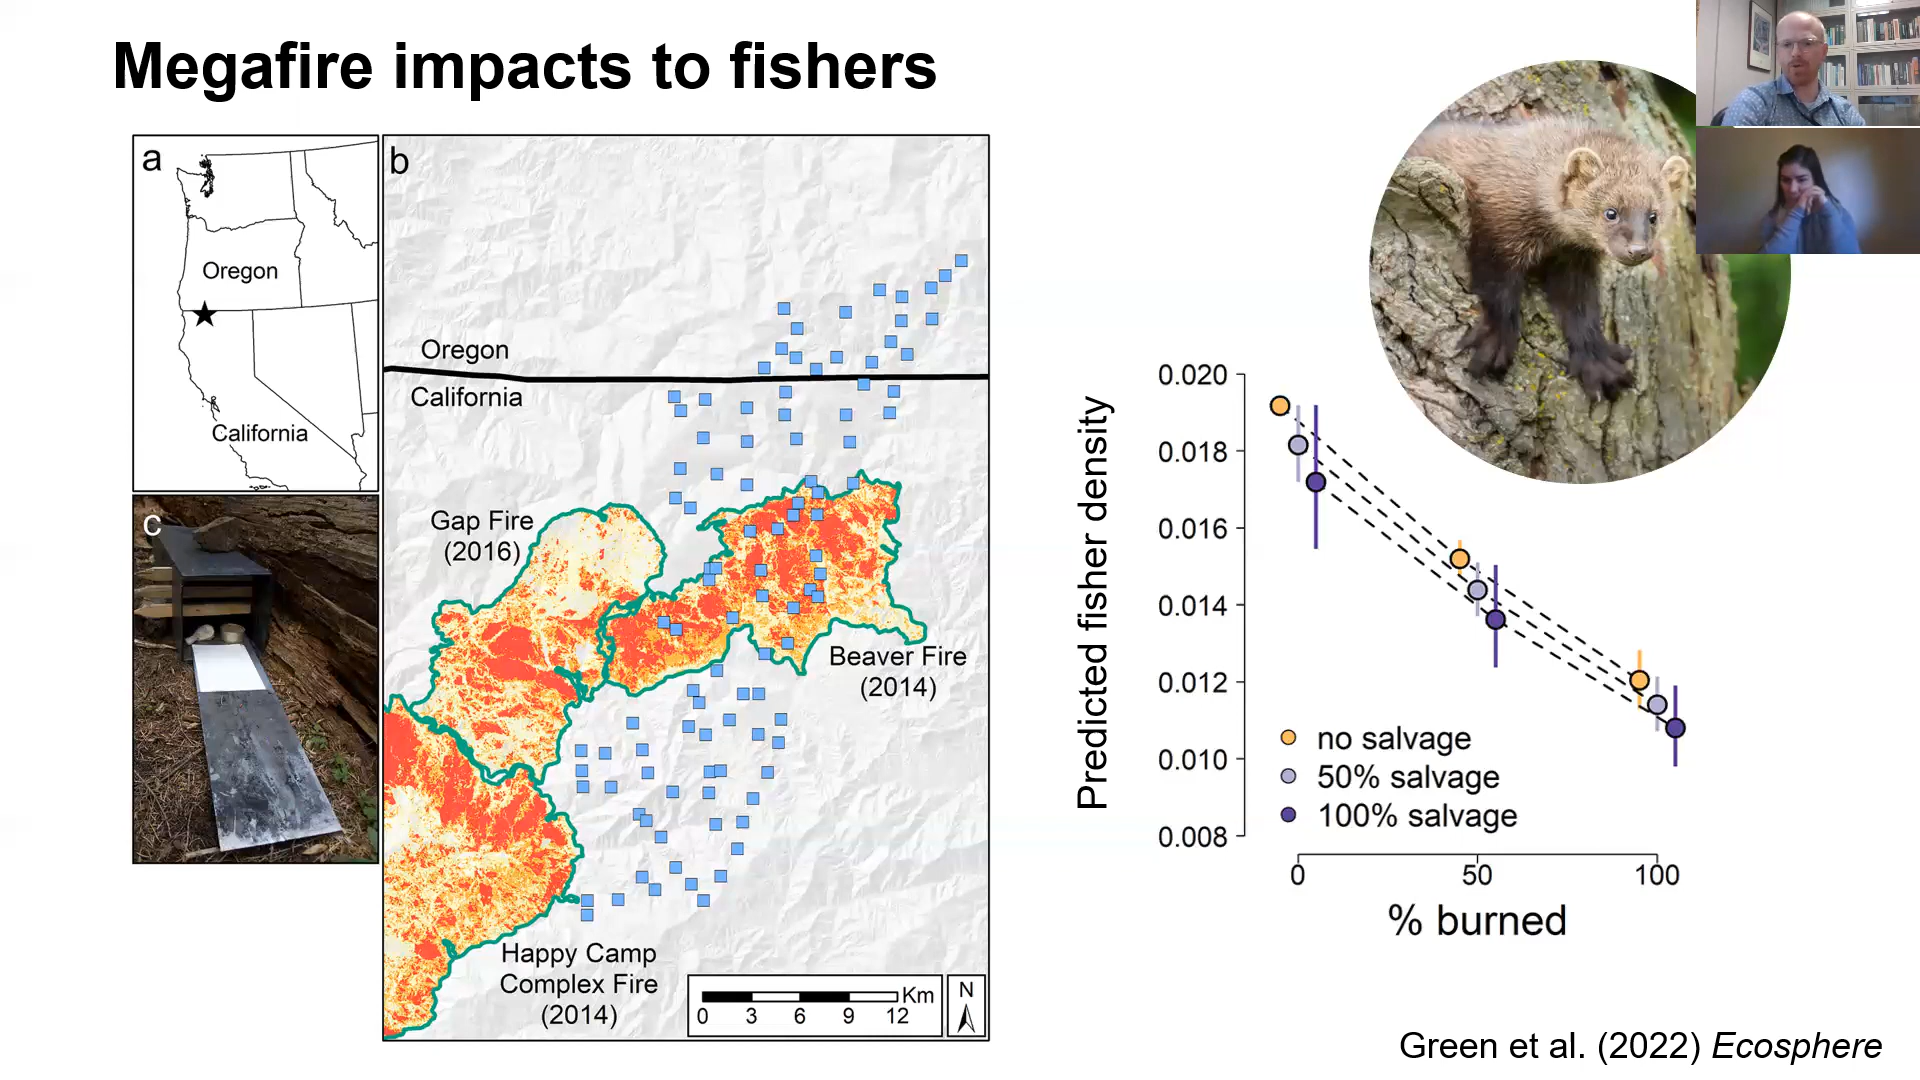 Megafire impacts to fishers
a
Oregon
California
b
Oregon
California
Gap Fire
(2016)
Beaver Fire
(2014)
Happy Camp
Complex Fire
(2014)
Km
0 3 6 9 12
N
c
Predicted fisher density
0.020
0.018
0.016
0.014
0.012
0.010
0.008
no salvage
50% salvage
100% salvage
0 50 100
% burned
Green et al. (2022) Ecosphere